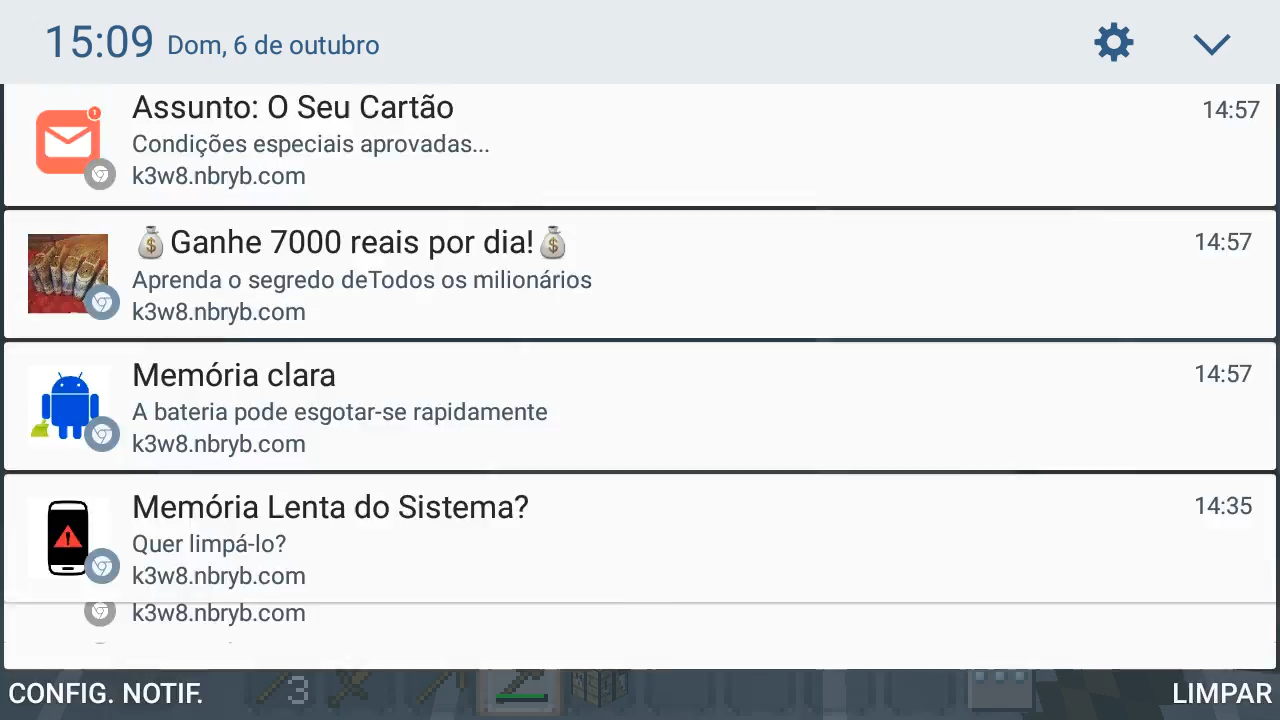 15:09 Dom, 6 de outubro
Assunto: O Seu Cartão 14:57
Condições especiais aprovadas...
k3w8.nbryb.com
💰Ganhe 7000 reais por dia!💰 14:57
Aprenda o segredo deTodos os milionários
k3w8.nbryb.com
Memória clara 14:57
A bateria pode esgotar-se rapidamente
k3w8.nbryb.com
Memória Lenta do Sistema? 14:35
Quer limpá-lo?
k3w8.nbryb.com
k3w8.nbryb.com
3
CONFIG. NOTIF. LIMPAR